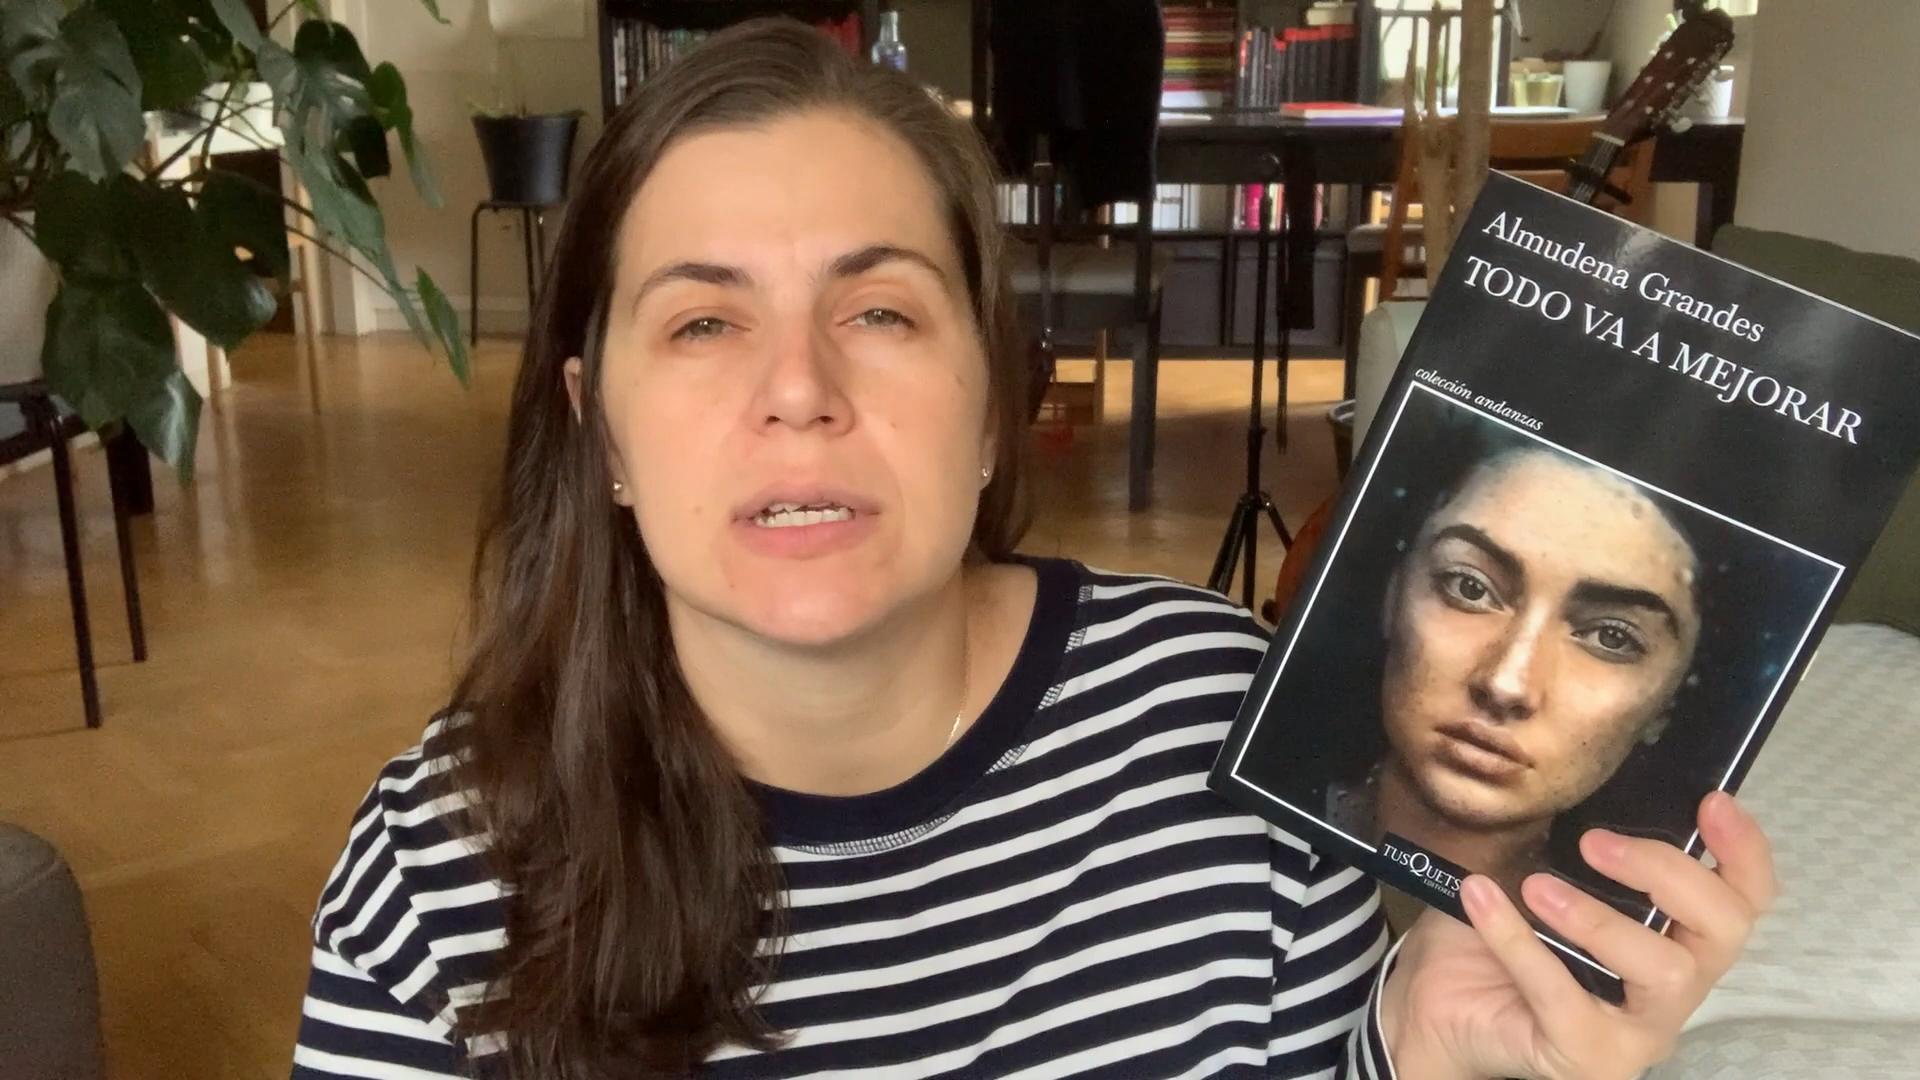 Almudena Grandes
TODO VA A MEJORAR
colección andanzas
TUSQUETS
EDITORES